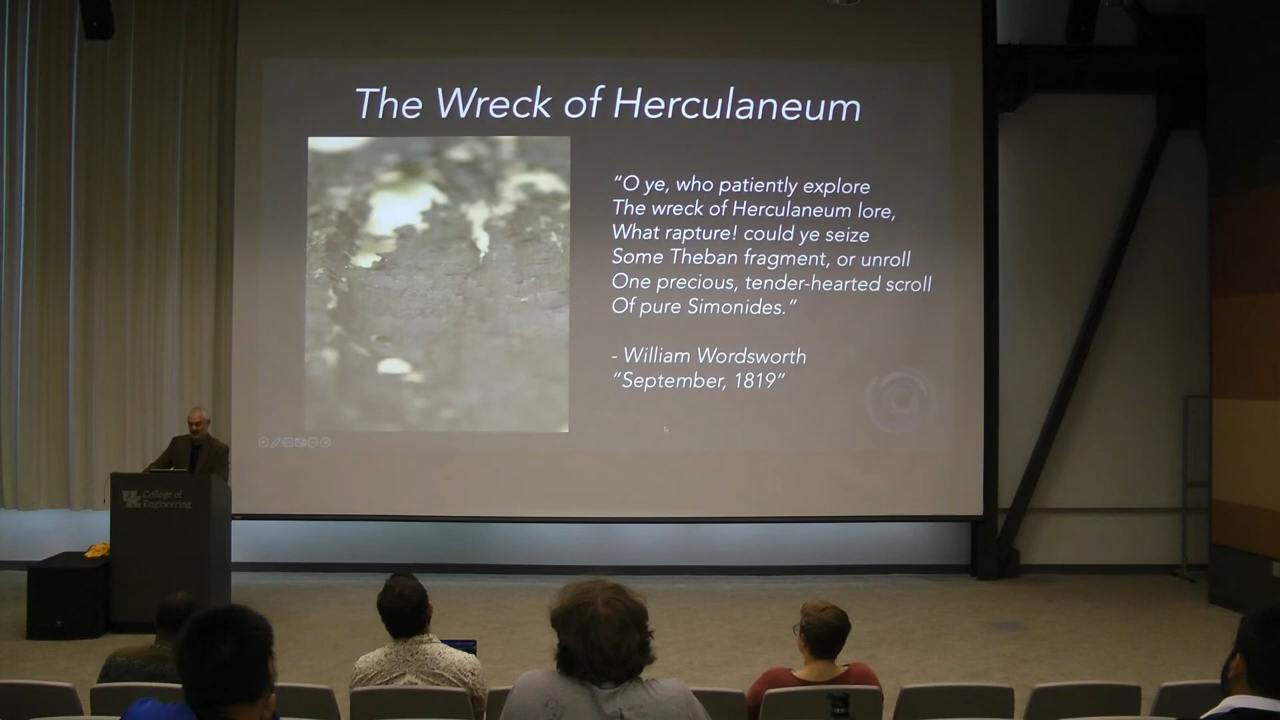 The Wreck of Herculaneum
“O ye, who patiently explore
The wreck of Herculaneum lore,
What rapture! could ye seize
Some Theban fragment, or unroll
One precious, tender-hearted scroll
Of pure Simonides.”
- William Wordsworth
“September, 1819”
UK College of
Engineering